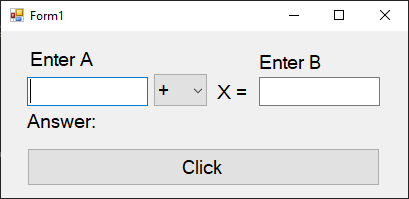 Form1
Enter A
Enter B
+ X =
Answer:
Click